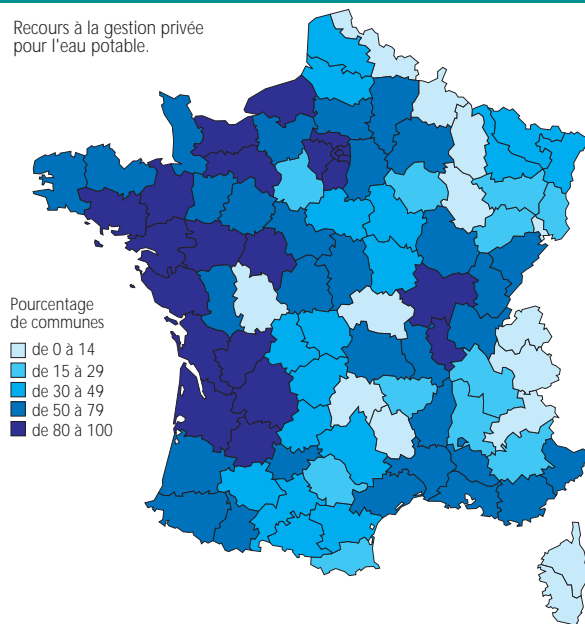 Recours à la gestion privée
pour l'eau potable.
Pourcentage
de communes
de 0 à 14
de 15 à 29
de 30 à 49
de 50 à 79
de 80 à 100